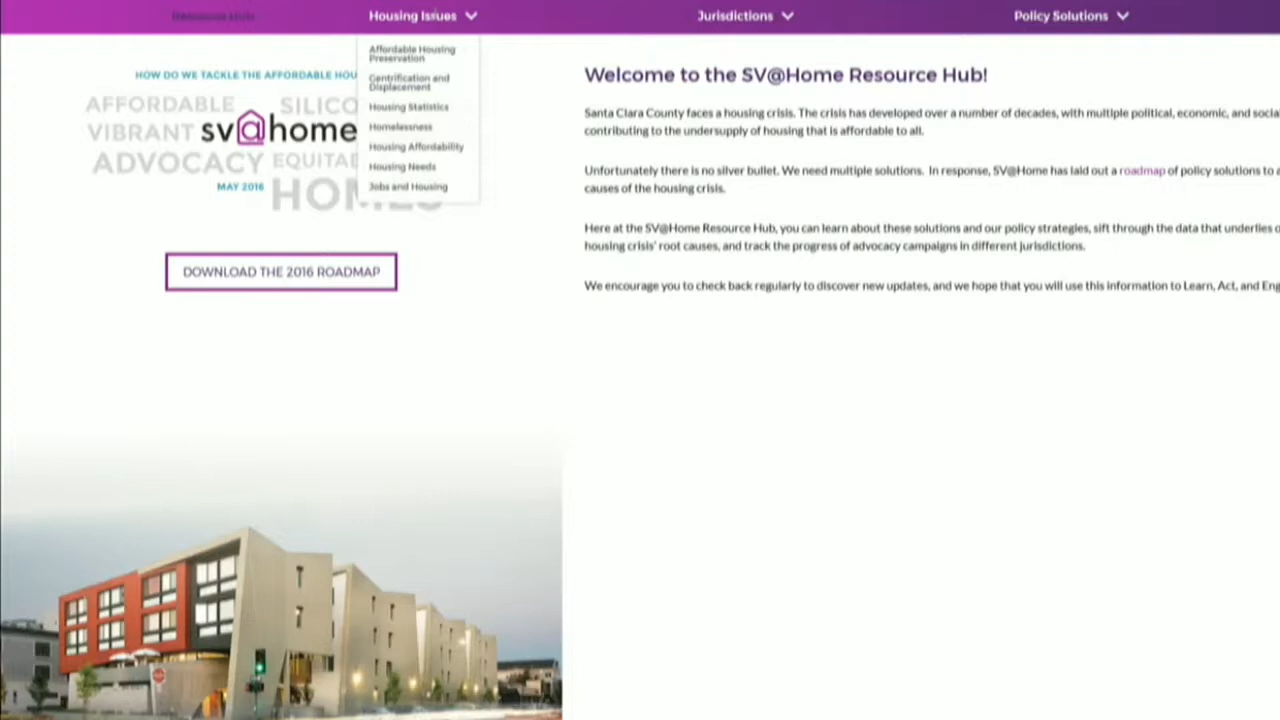 Resource Hub
Housing Issues
Jurisdictions
Policy Solutions
Affordable Housing
Preservation
Gentrification and
Displacement
Housing Statistics
Homelessness
Housing Affordability
Housing Needs
Jobs and Housing
HOW DO WE TACKLE THE AFFORDABLE HOU
AFFORDABLE SILICO
VIBRANT sv@home
ADVOCACY EQUITA
MAY 2016
DOWNLOAD THE 2016 ROADMAP
Welcome to the SV@Home Resource Hub!
Santa Clara County faces a housing crisis. The crisis has developed over a number of decades, with multiple political, economic, and socia
contributing to the undersupply of housing that is affordable to all.
Unfortunately there is no silver bullet. We need multiple solutions. In response, SV@Home has laid out a roadmap of policy solutions to a
causes of the housing crisis.
Here at the SV@Home Resource Hub, you can learn about these solutions and our policy strategies, sift through the data that underlies o
housing crisis' root causes, and track the progress of advocacy campaigns in different jurisdictions.
We encourage you to check back regularly to discover new updates, and we hope that you will use this information to Learn, Act, and Eng